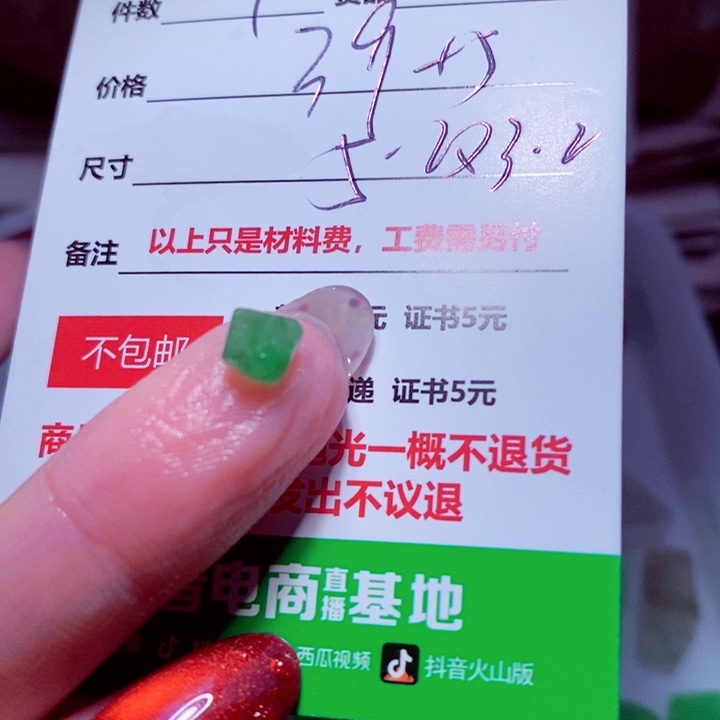 件数
价格 29
尺寸
备注 以上只是材料费，工费需另付
元 证书5元
不包邮
递 证书5元
商 光一概不退货
发出不议退
电商直播基地
西瓜视频 抖音火山版